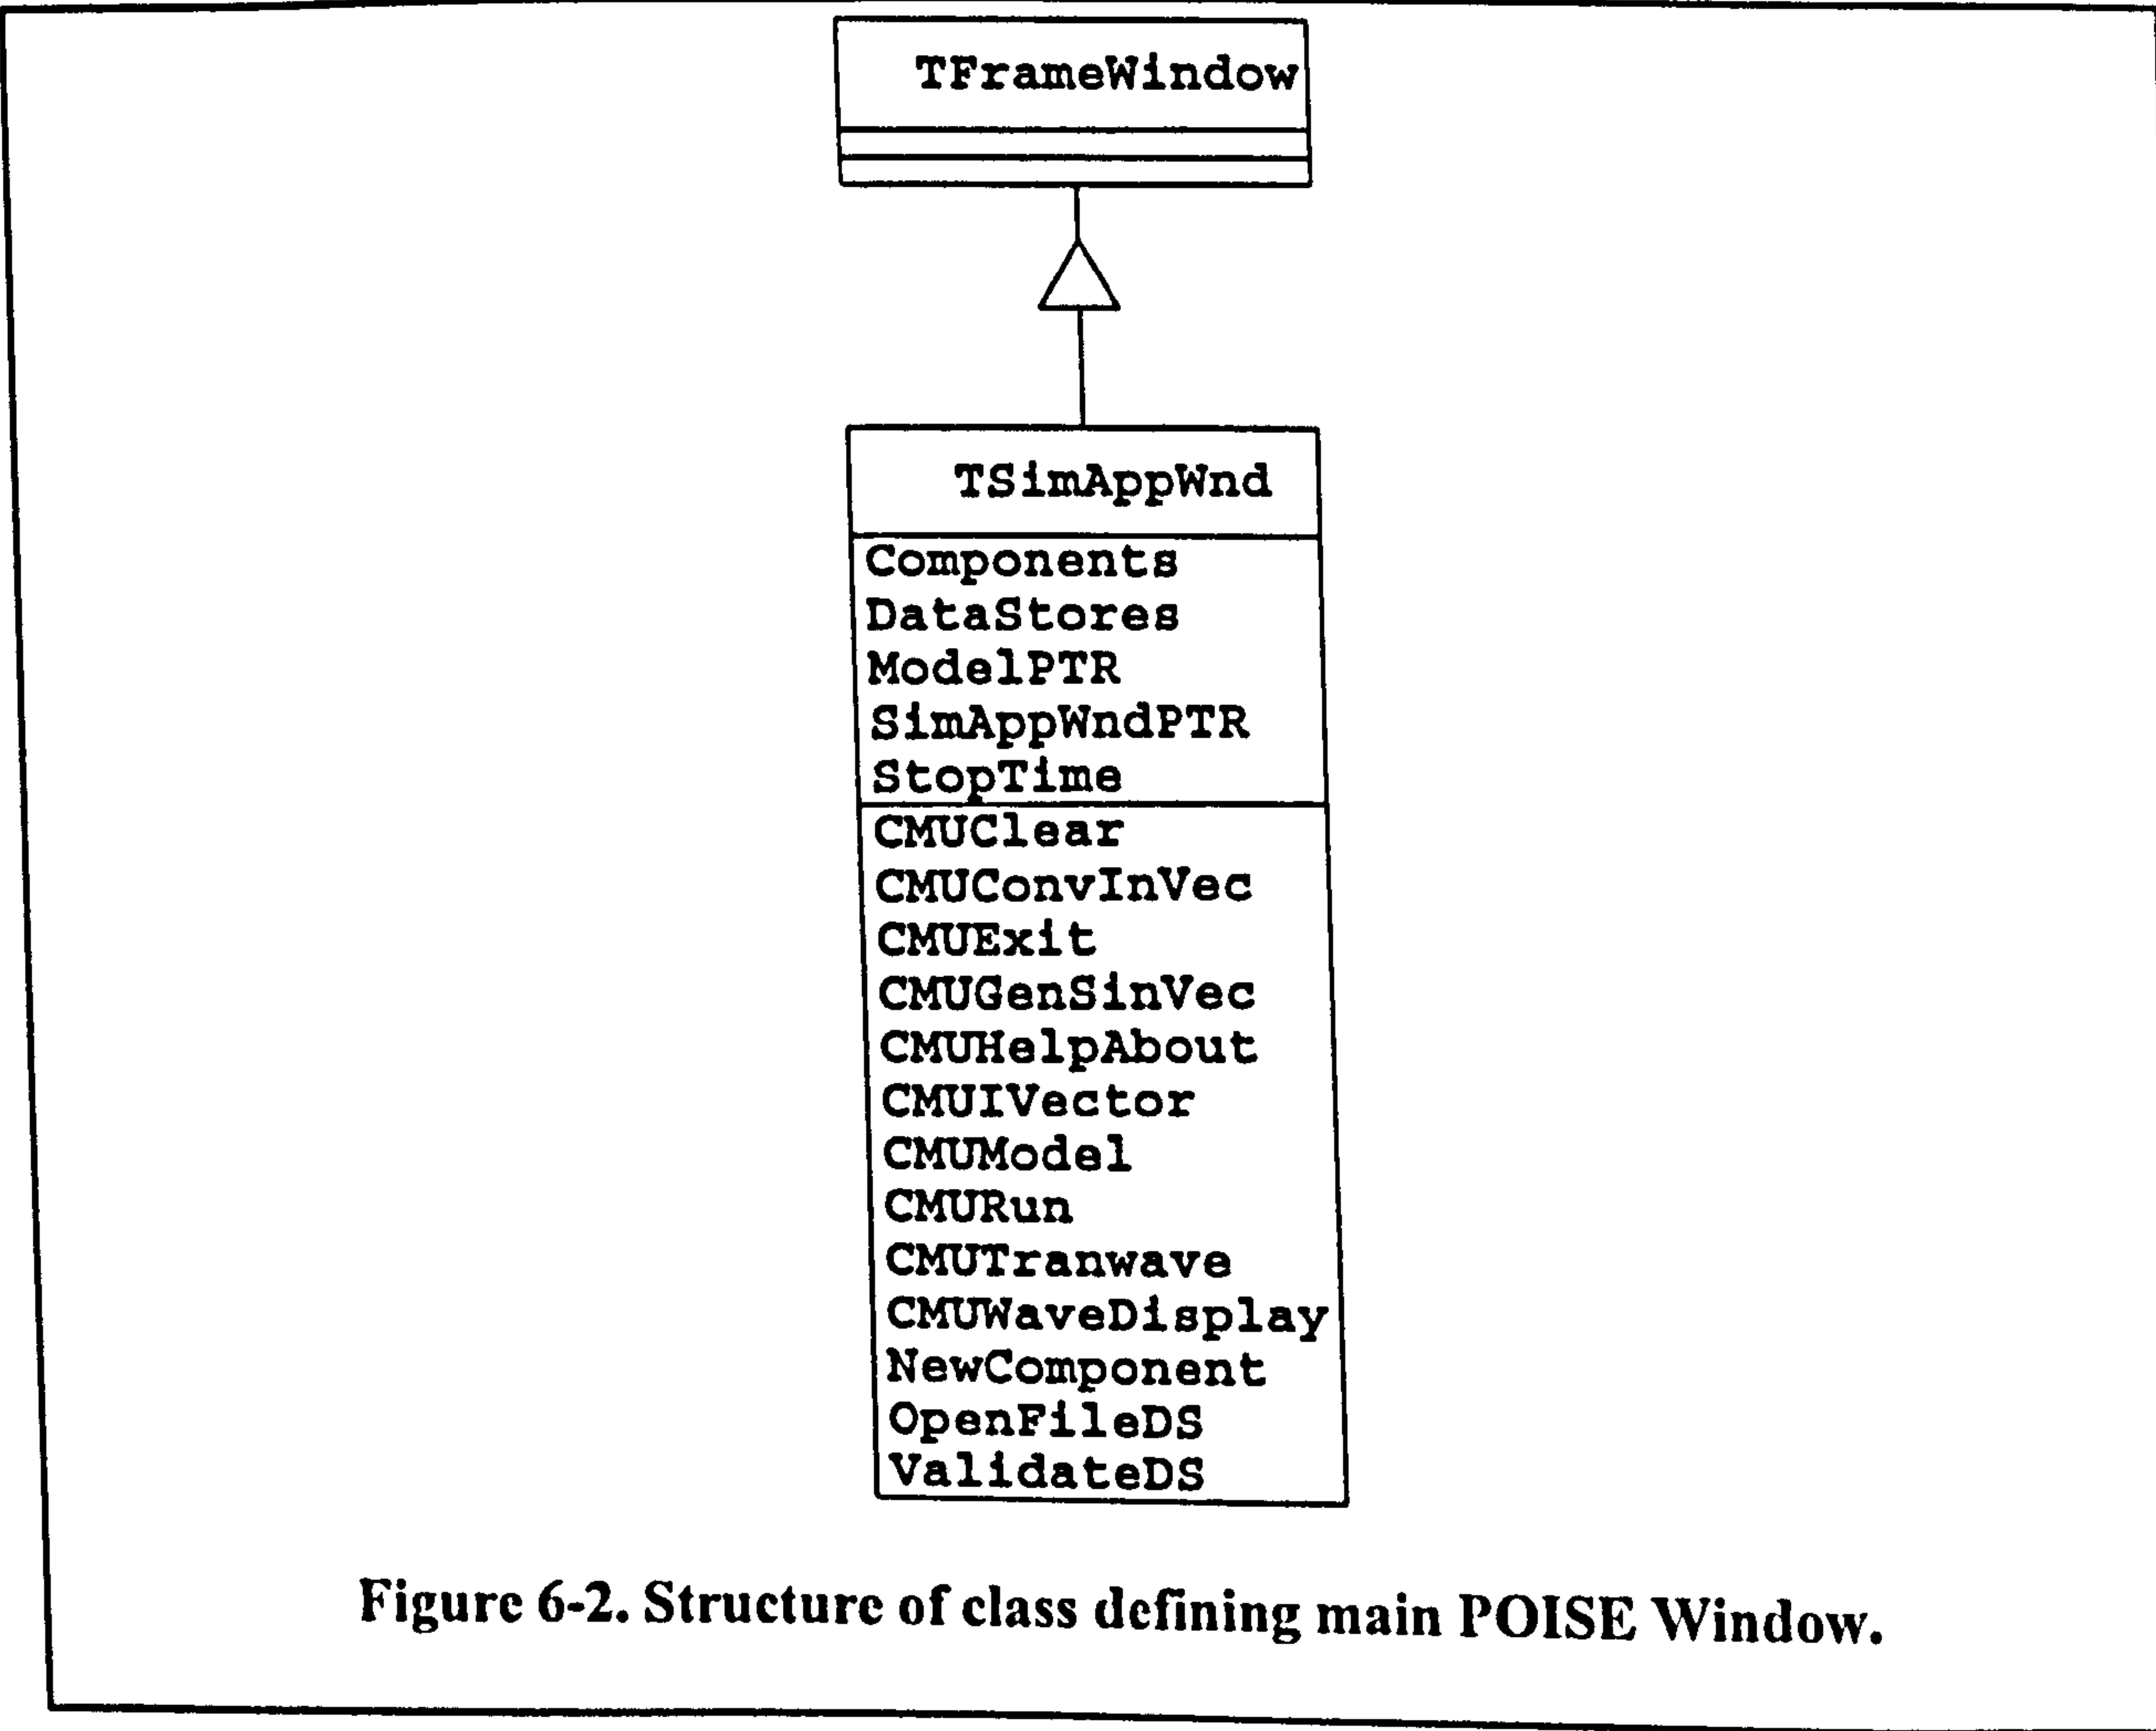 TFrameWindow
TSimAppWnd
Components
DataStores
ModelPTR
SimAppWndPTR
StopTime
CMUClear
CMUConvInVec
CMUExit
CMUGenSinVec
CMUHelpAbout
CMUIVector
CMUModel
CMURun
CMUTranwave
CMUWaveDisplay
NewComponent
OpenFileDS
ValidateDS
Figure 6-2. Structure of class defining main POISE Window.